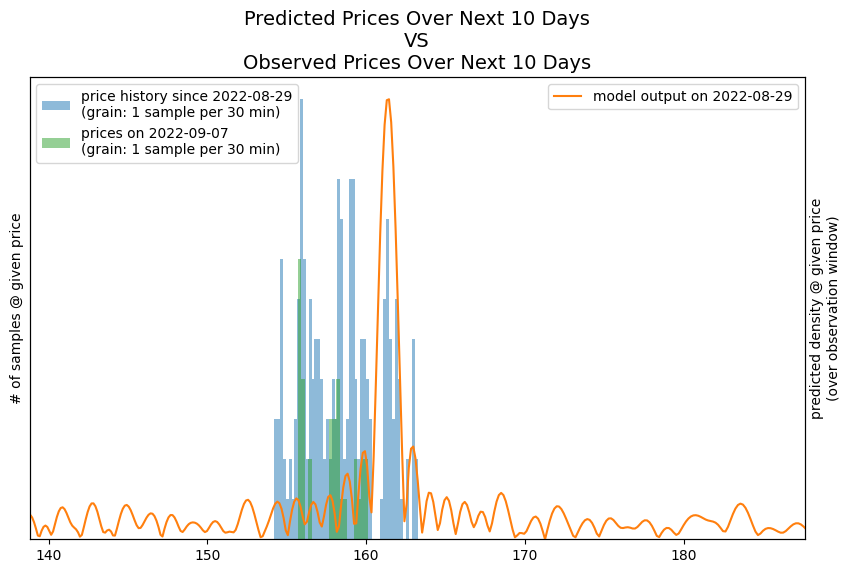 Predicted Prices Over Next 10 Days
VS
Observed Prices Over Next 10 Days
price history since 2022-08-29
(grain: 1 sample per 30 min)
prices on 2022-09-07
(grain: 1 sample per 30 min)
model output on 2022-08-29
# of samples @ given price
predicted density @ given price
(over observation window)
140
150
160
170
180